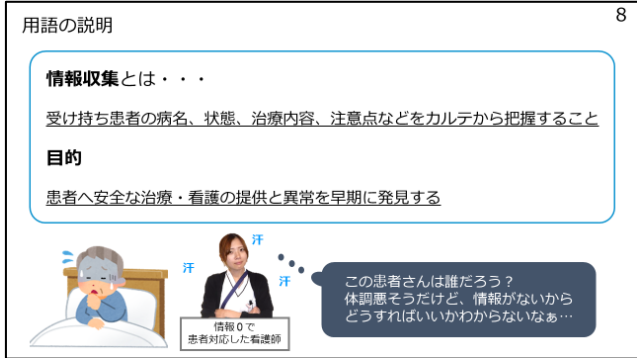 8
用語の説明
情報収集とは・・・
受け持ち患者の病名、状態、治療内容、注意点などをカルテから把握すること
目的
患者へ安全な治療・看護の提供と異常を早期に発見する
汗
汗
汗
この患者さんは誰だろう？
体調悪そうだけど、情報がないから
どうすればいいかわからないなぁ…
情報０で
患者対応した看護師